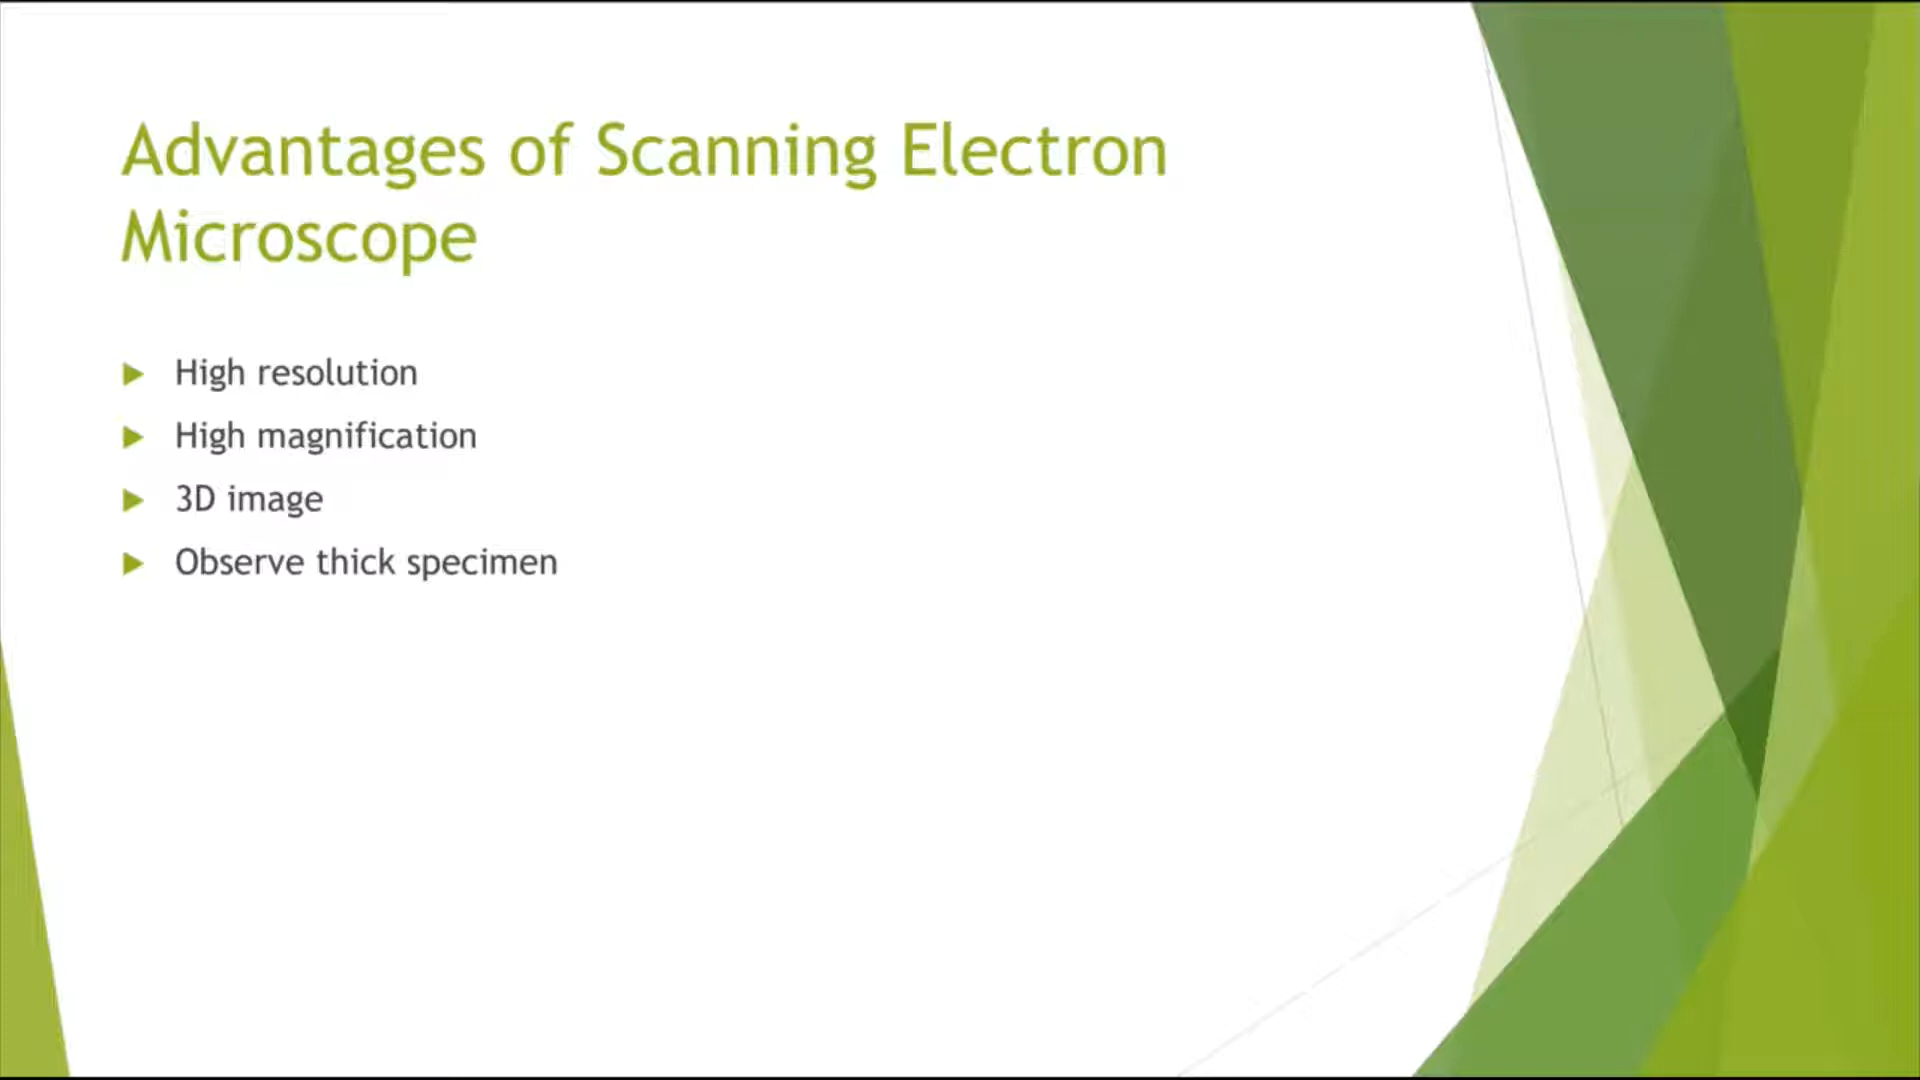 Advantages of Scanning Electron
Microscope
High resolution
High magnification
3D image
Observe thick specimen